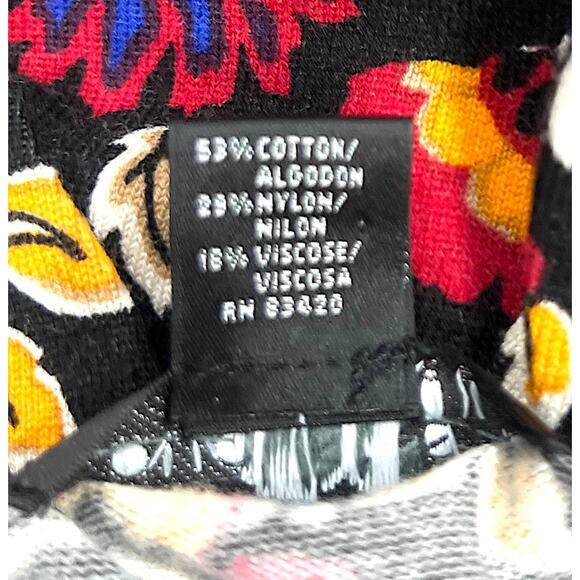 53% COTTON/
ALGODON
29% NYLON/
NILON
18% VISCOSE/
VISCOSA
RN 83420